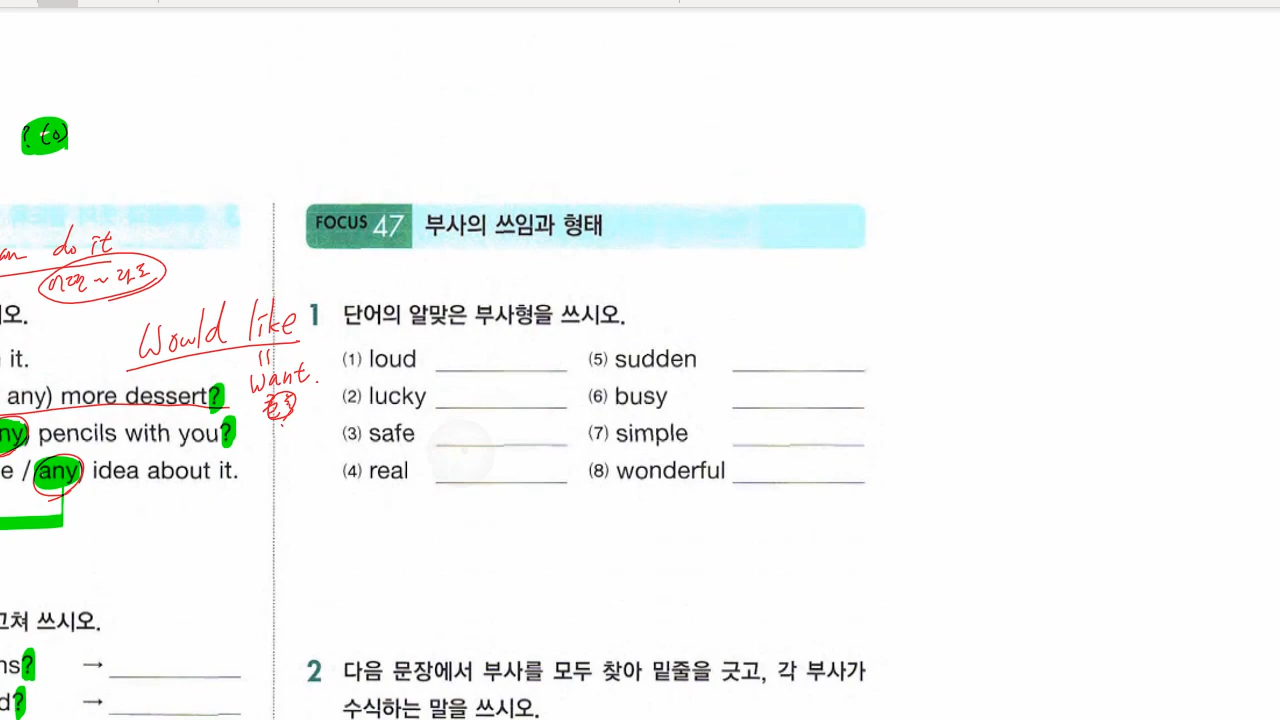 ? (o)
do it
이떤 ~ 라도
오.
Would like
=
want.
it.
any) more dessert?
ny) pencils with you?
e / any) idea about it.
고쳐 쓰시오.
ns? →
d? →
FOCUS 47 부사의 쓰임과 형태
1 단어의 알맞은 부사형을 쓰시오.
(1) loud (5) sudden
(2) lucky (6) busy
(3) safe (7) simple
(4) real (8) wonderful
2 다음 문장에서 부사를 모두 찾아 밑줄을 긋고, 각 부사가
수식하는 말을 쓰시오.